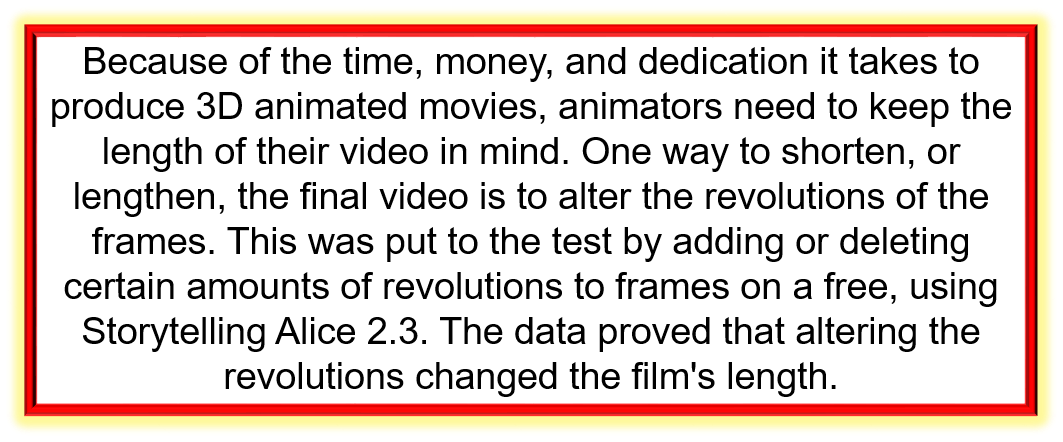 Because of the time, money, and dedication it takes to
produce 3D animated movies, animators need to keep the
length of their video in mind. One way to shorten, or
lengthen, the final video is to alter the revolutions of the
frames. This was put to the test by adding or deleting
certain amounts of revolutions to frames on a free, using
Storytelling Alice 2.3. The data proved that altering the
revolutions changed the film's length.